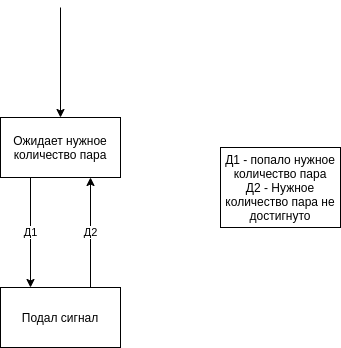 Ожидает нужное
количество пара
Д1 - попало нужное
количество пара
Д2 - Нужное
количество пара не
достигнуто
Д1
Д2
Подал сигнал